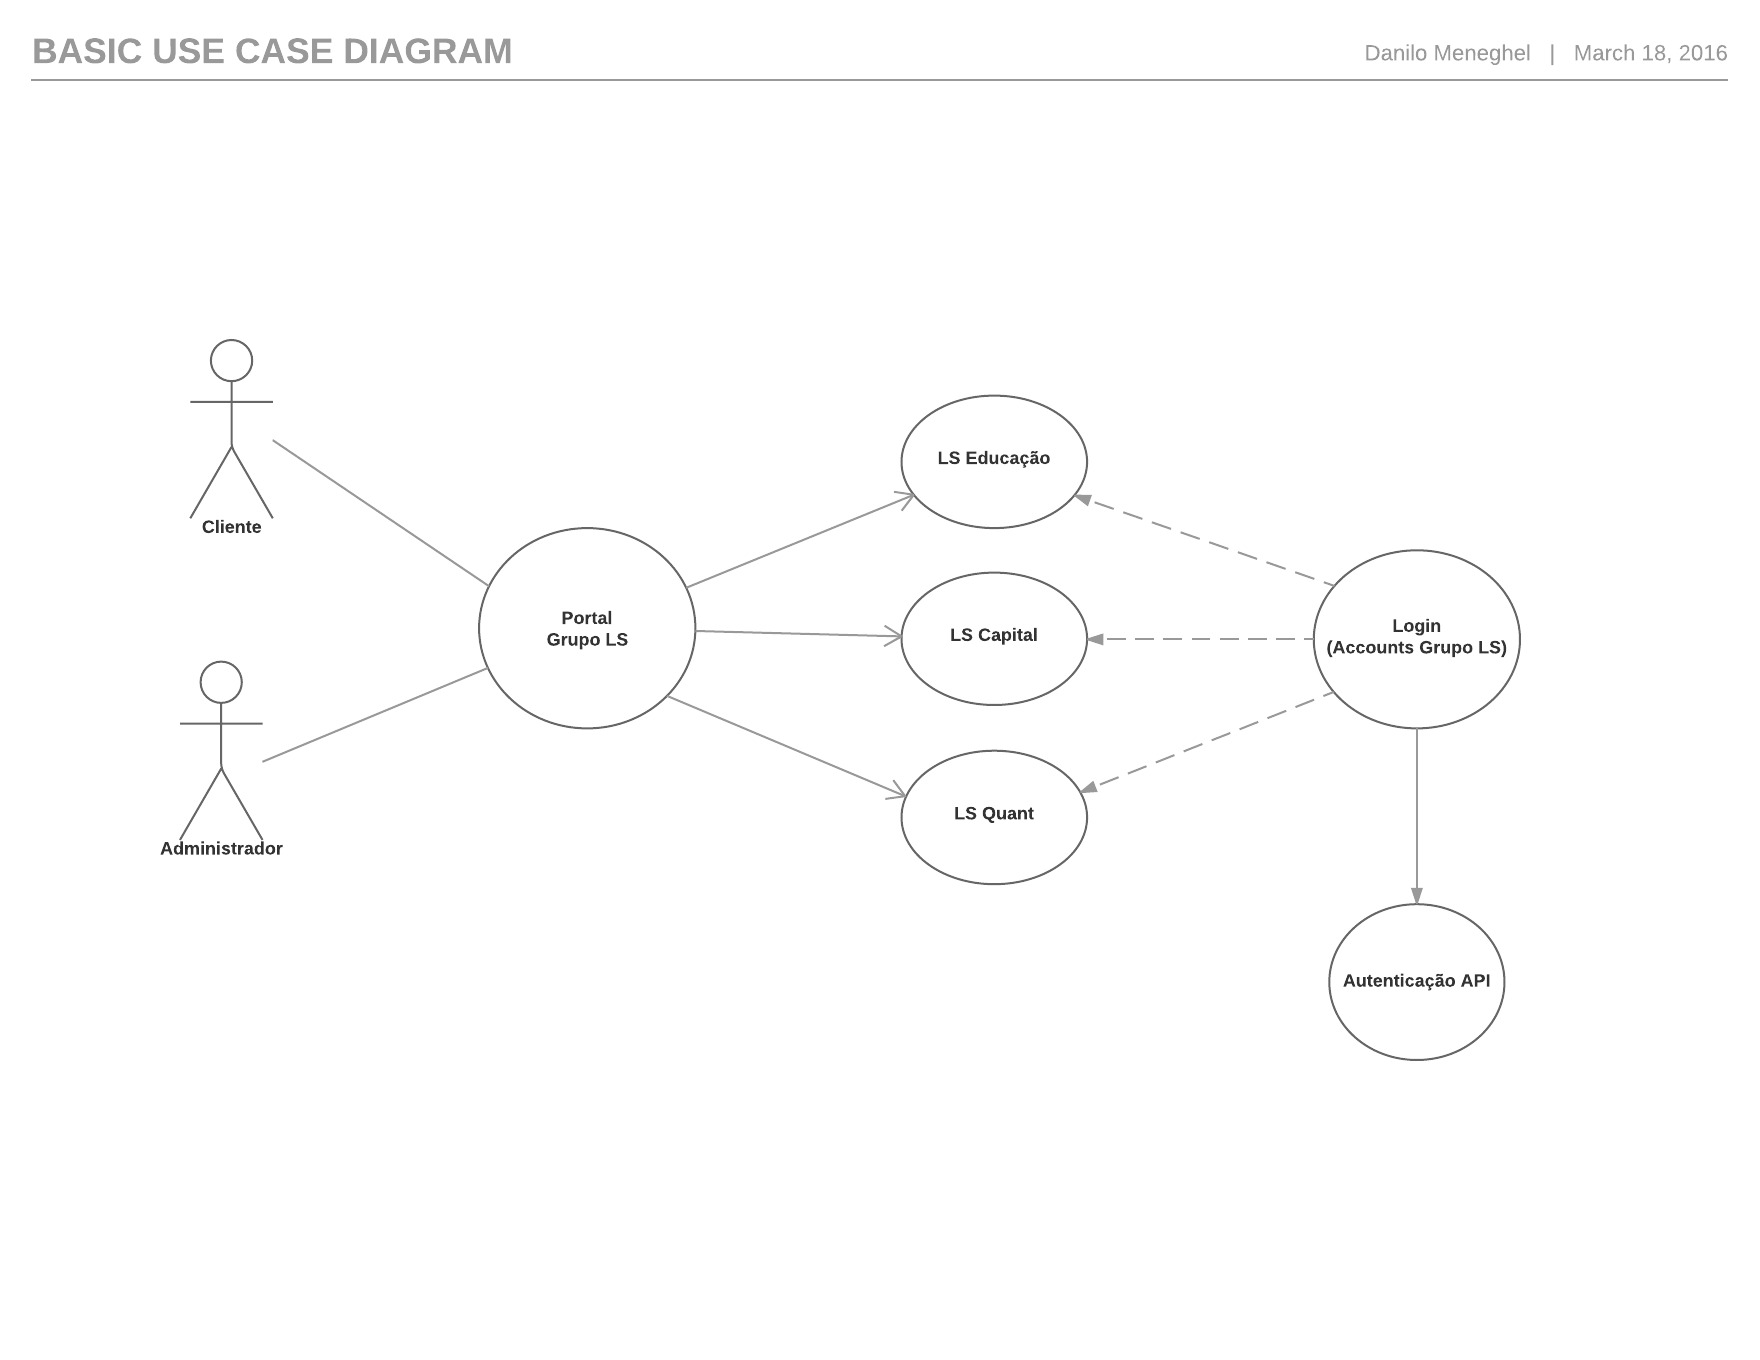 BASIC USE CASE DIAGRAM
Danilo Meneghel | March 18, 2016
Cliente
Administrador
Portal
Grupo LS
LS Educação
LS Capital
LS Quant
Login
(Accounts Grupo LS)
Autenticação API